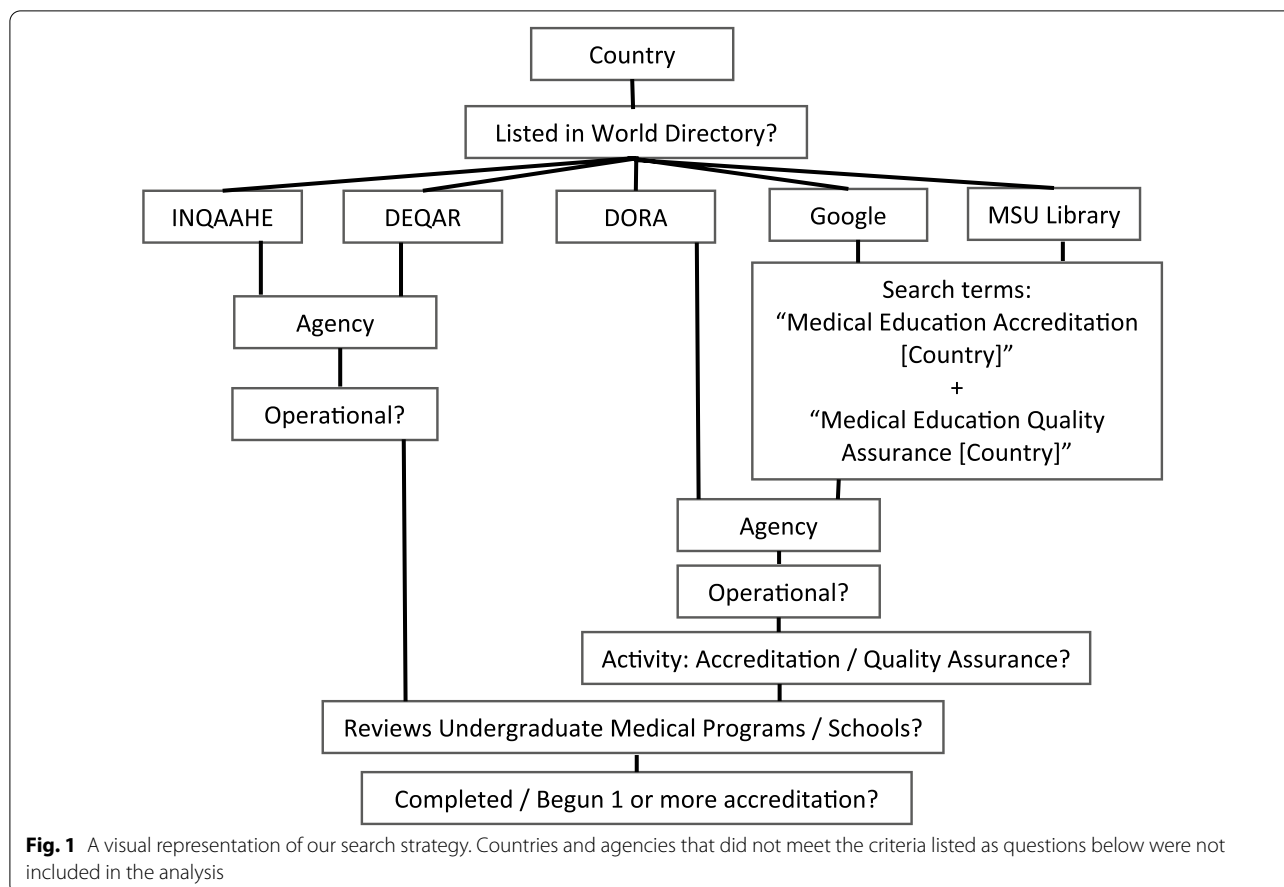 Country
Listed in World Directory?
INQAAHE
DEQAR
DORA
Google
MSU Library
Agency
Operational?
Search terms:
“Medical Education Accreditation
[Country]”
+
“Medical Education Quality
Assurance [Country]”
Agency
Operational?
Activity: Accreditation / Quality Assurance?
Reviews Undergraduate Medical Programs / Schools?
Completed / Begun 1 or more accreditation?
Fig. 1 A visual representation of our search strategy. Countries and agencies that did not meet the criteria listed as questions below were not
included in the analysis